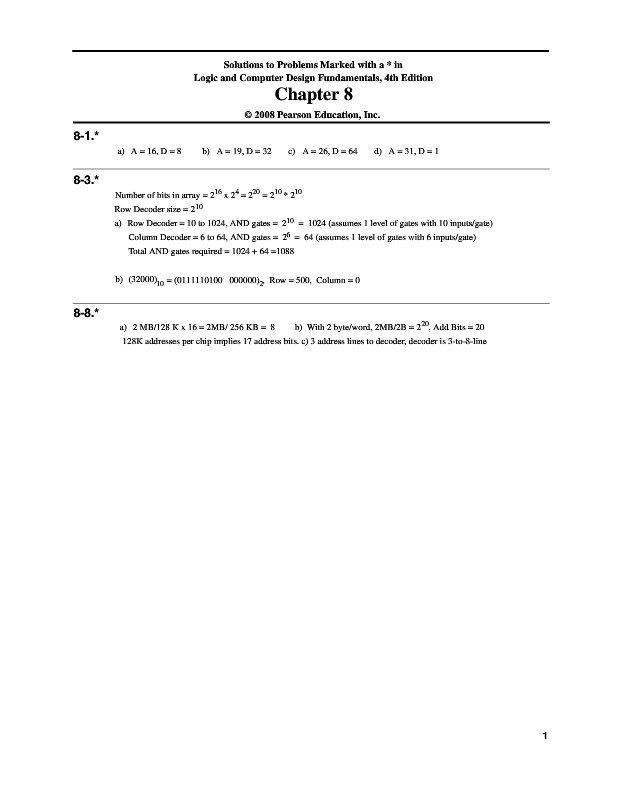 Solutions to Problems Marked with a * in
Logic and Computer Design Fundamentals, 4th Edition
Chapter 8
© 2008 Pearson Education, Inc.
8-1.*
a) A = 16, D = 8 b) A = 19, D = 32 c) A = 26, D = 64 d) A = 31, D = 1
8-3.*
Number of bits in array = 2^16 x 2^4 = 2^20 = 2^10 * 2^10
Row Decoder size = 2^10
a) Row Decoder = 10 to 1024, AND gates = 2^10 = 1024 (assumes 1 level of gates with 10 inputs/gate)
Column Decoder = 6 to 64, AND gates = 2^6 = 64 (assumes 1 level of gates with 6 inputs/gate)
Total AND gates required = 1024 + 64 =1088
b) (32000)_10 = (0111110100 000000)_2, Row = 500, Column = 0
8-8.*
a) 2 MB/128 K x 16 = 2MB/ 256 KB = 8 b) With 2 byte/word, 2MB/2B = 2^20, Add Bits = 20
128K addresses per chip implies 17 address bits. c) 3 address lines to decoder, decoder is 3-to-8-line
1